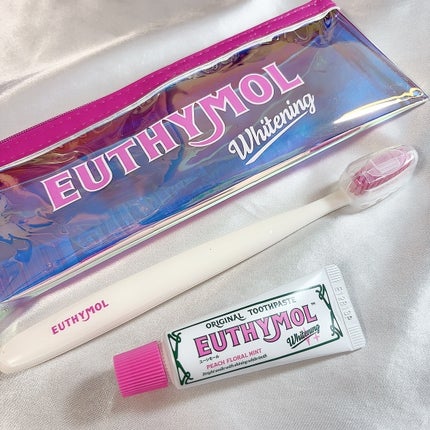 EUTHYMOL
Whitening
EUTHYMOL
ORIGINAL TOOTHPASTE
EUTHYMOL
Whitening
ユーシモール
PEACH FLORAL MINT